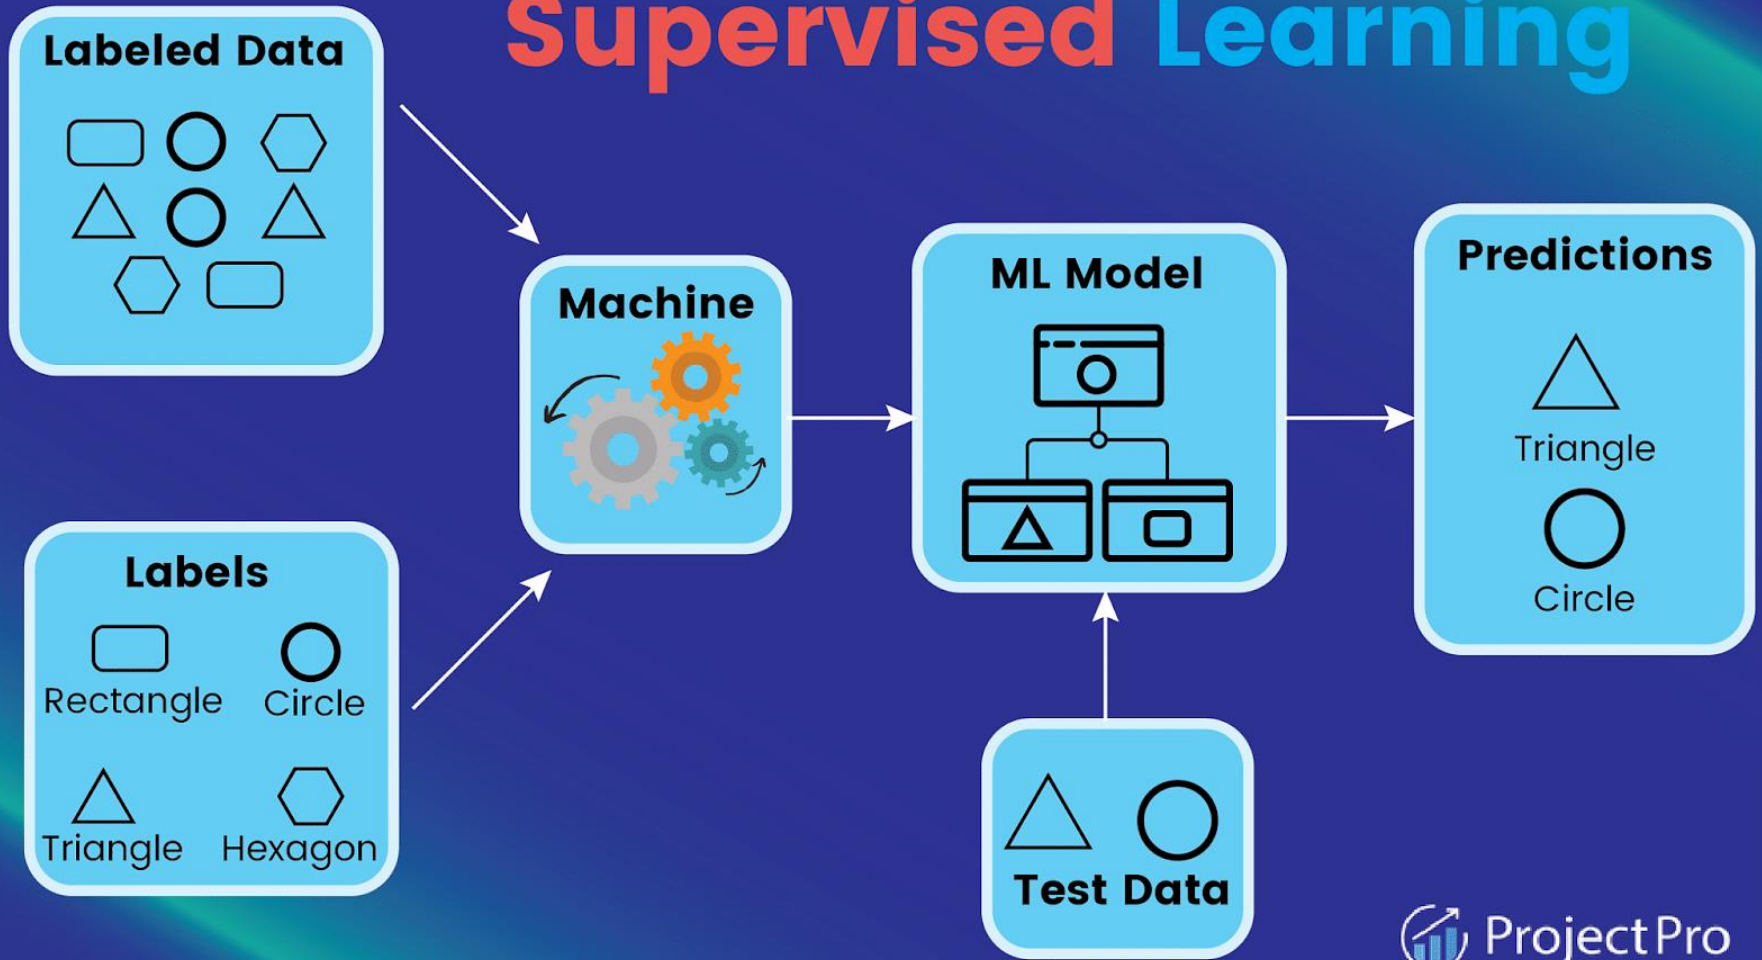 Supervised Learning
Labeled Data
Labels
Rectangle
Circle
Triangle
Hexagon
Machine
ML Model
Test Data
Predictions
Triangle
Circle
ProjectPro